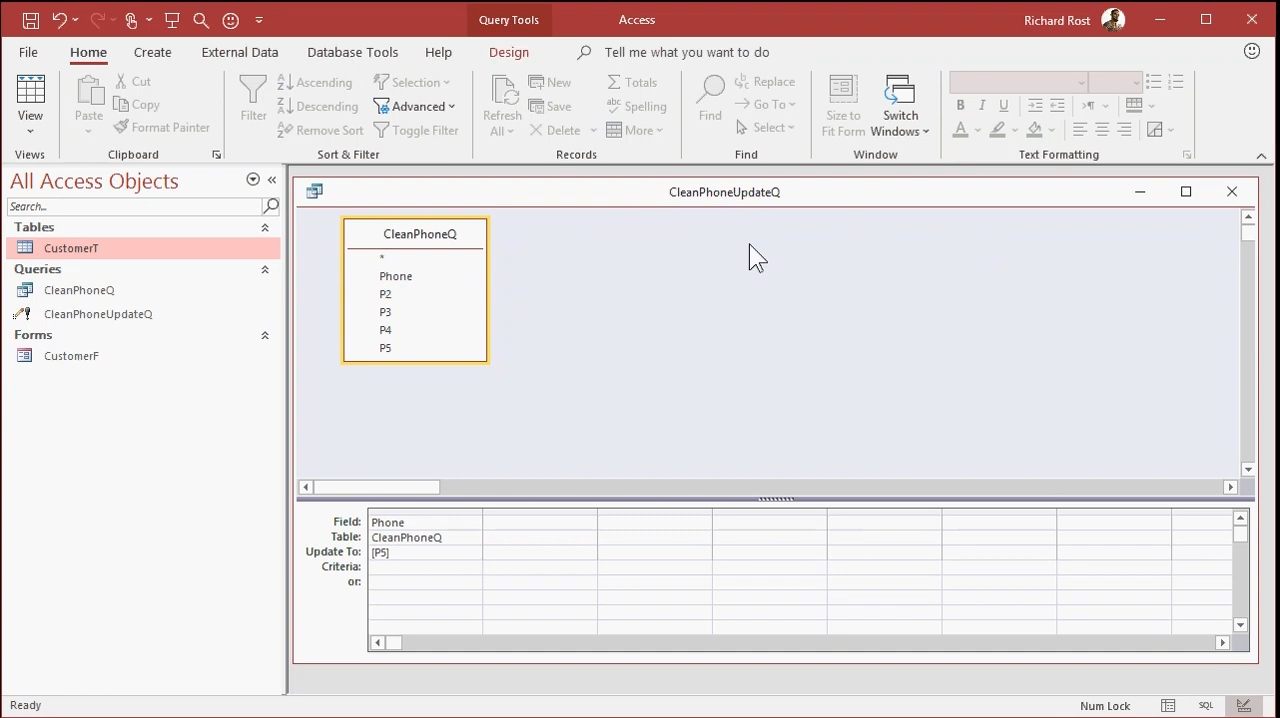 Query Tools
Access
Richard Rost
File
Home
Create
External Data
Database Tools
Help
Design
Tell me what you want to do
View
Views
Paste
Cut
Copy
Format Painter
Clipboard
Filter
Ascending
Descending
Remove Sort
Selection
Advanced
Toggle Filter
Sort & Filter
Refresh
All
New
Save
Delete
Totals
Spelling
More
Records
Find
Replace
Go To
Select
Find
Size to
Fit Form
Switch
Windows
Window
B I U
Text Formatting
All Access Objects
Search...
Tables
CustomerT
Queries
CleanPhoneQ
CleanPhoneUpdateQ
Forms
CustomerF
CleanPhoneUpdateQ
CleanPhoneQ
*
Phone
P2
P3
P4
P5
Field: Phone
Table: CleanPhoneQ
Update To: [P5]
Criteria:
or:
Ready
Num Lock
SQL